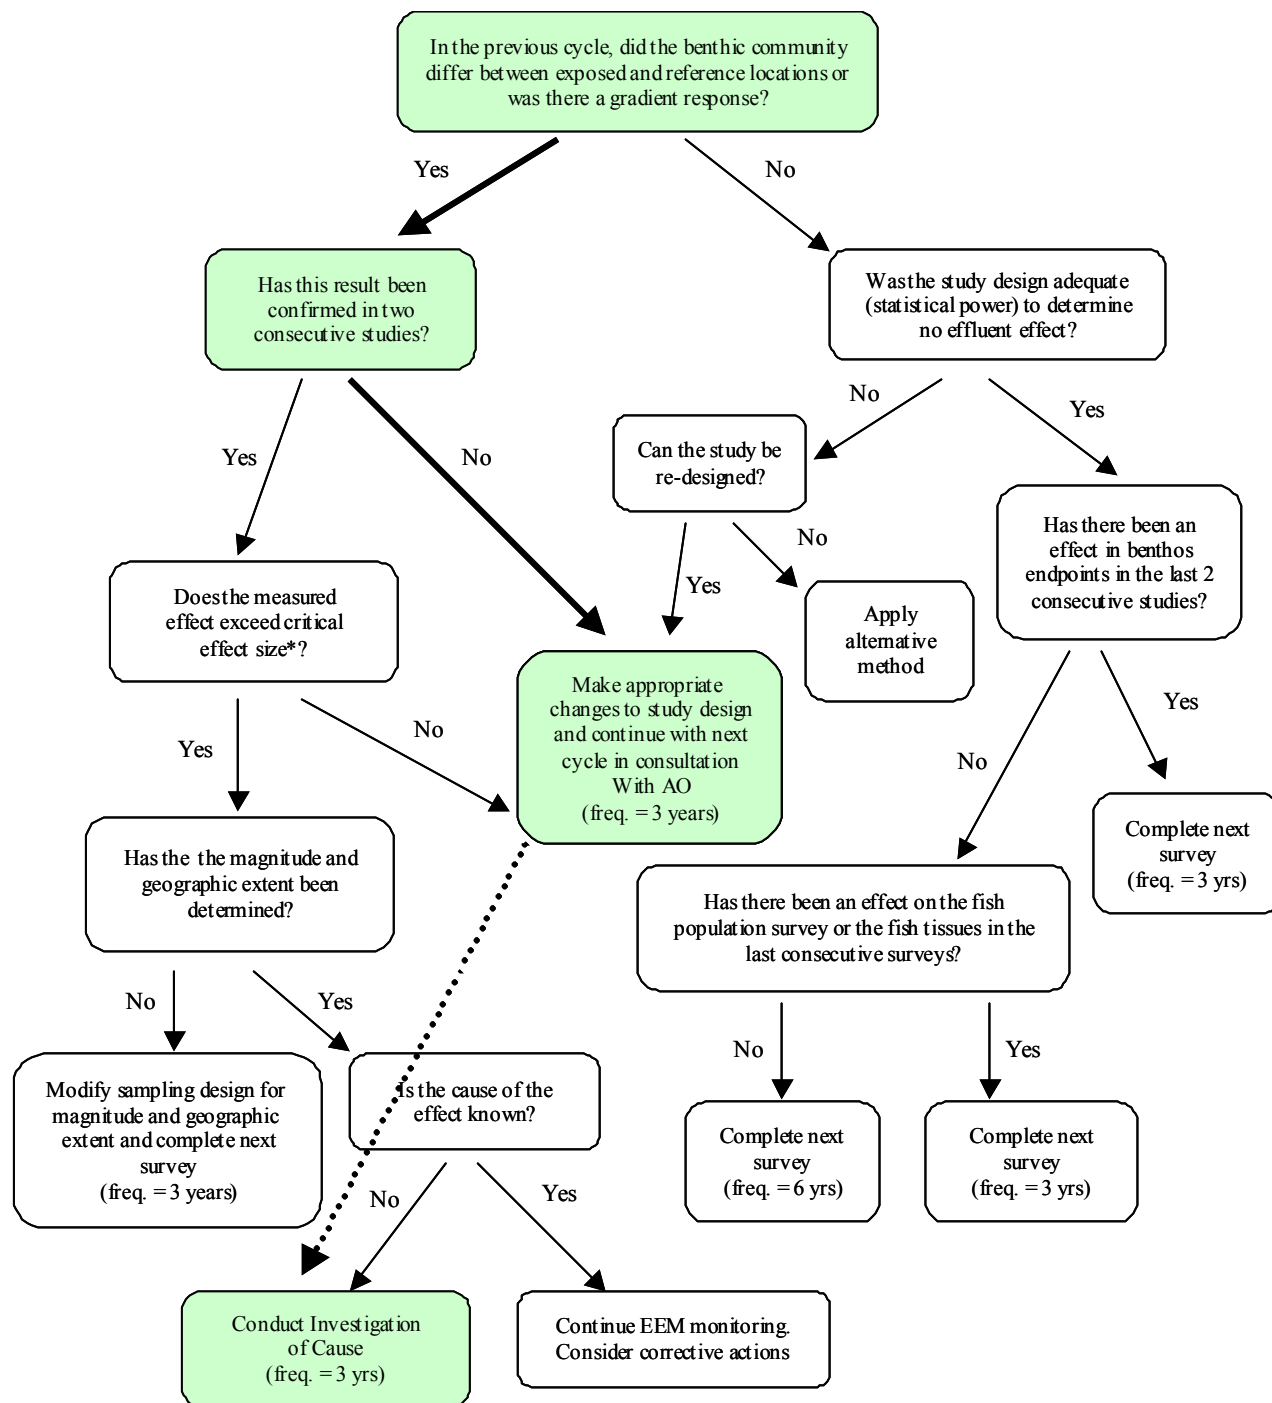 In the previous cycle, did the benthic community
differ between exposed and reference locations or
was there a gradient response?
Yes
No
Has this result been
confirmed in two
consecutive studies?
Was the study design adequate
(statistical power) to determine
no effluent effect?
No
Yes
Yes
No
Can the study be
re-designed?
Has there been an
effect in benthos
endpoints in the last 2
consecutive studies?
No
Yes
Does the measured
effect exceed critical
effect size*?
Apply
alternative
method
Make appropriate
changes to study design
and continue with next
cycle in consultation
With AO
(freq. = 3 years)
Yes
No
No
Yes
Has the the magnitude and
geographic extent been
determined?
Complete next
survey
(freq. = 3 yrs)
Has there been an effect on the fish
population survey or the fish tissues in the
last consecutive surveys?
No
Yes
No
Yes
Modify sampling design for
magnitude and geographic
extent and complete next
survey
(freq. = 3 years)
Is the cause of the
effect known?
Complete next
survey
(freq. = 6 yrs)
Complete next
survey
(freq. = 3 yrs)
No
Yes
Conduct Investigation
of Cause
(freq. = 3 yrs)
Continue EEM monitoring.
Consider corrective actions